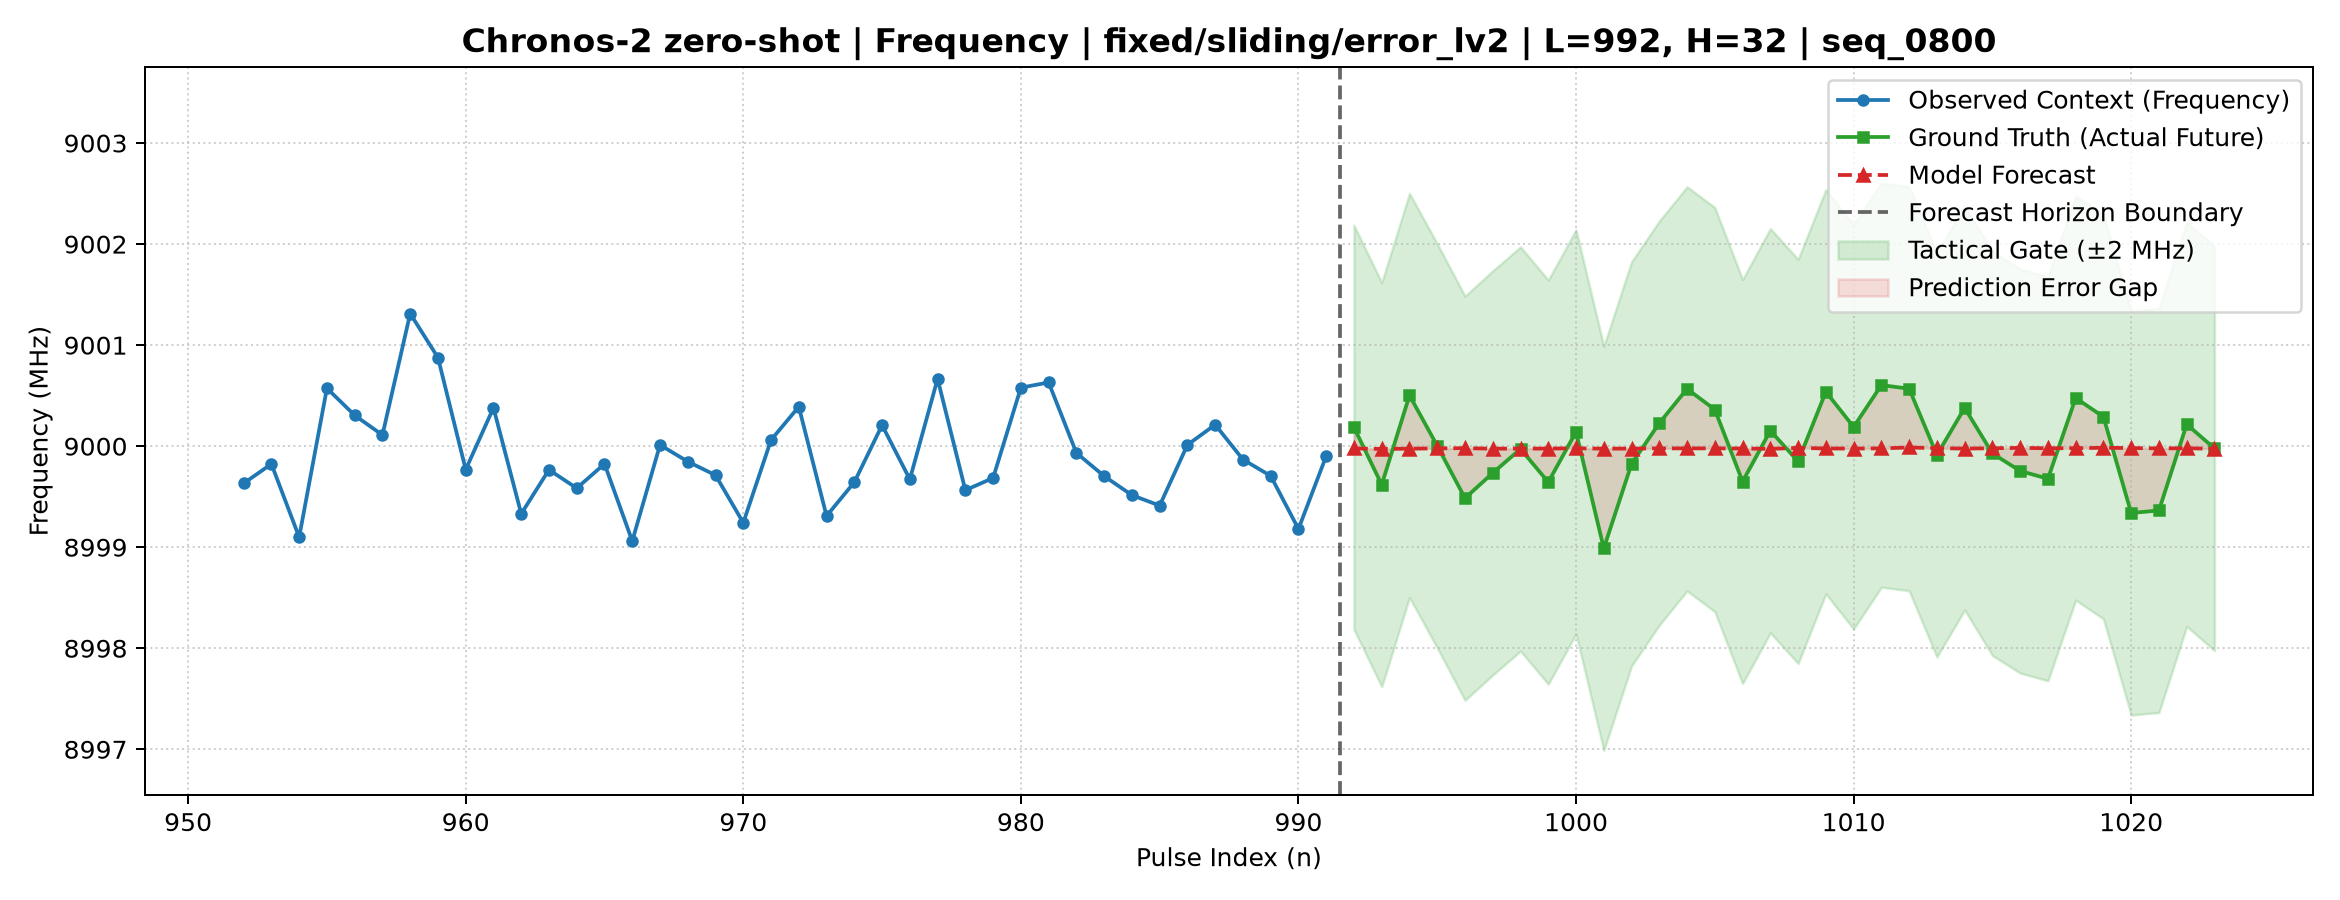 Chronos-2 zero-shot | Frequency | fixed/sliding/error_lv2 | L=992, H=32 | seq_0800
Frequency (MHz)
9003
9002
9001
9000
8999
8998
8997
Observed Context (Frequency)
Ground Truth (Actual Future)
Model Forecast
Forecast Horizon Boundary
Tactical Gate (±2 MHz)
Prediction Error Gap
950 960 970 980 990 1000 1010 1020
Pulse Index (n)